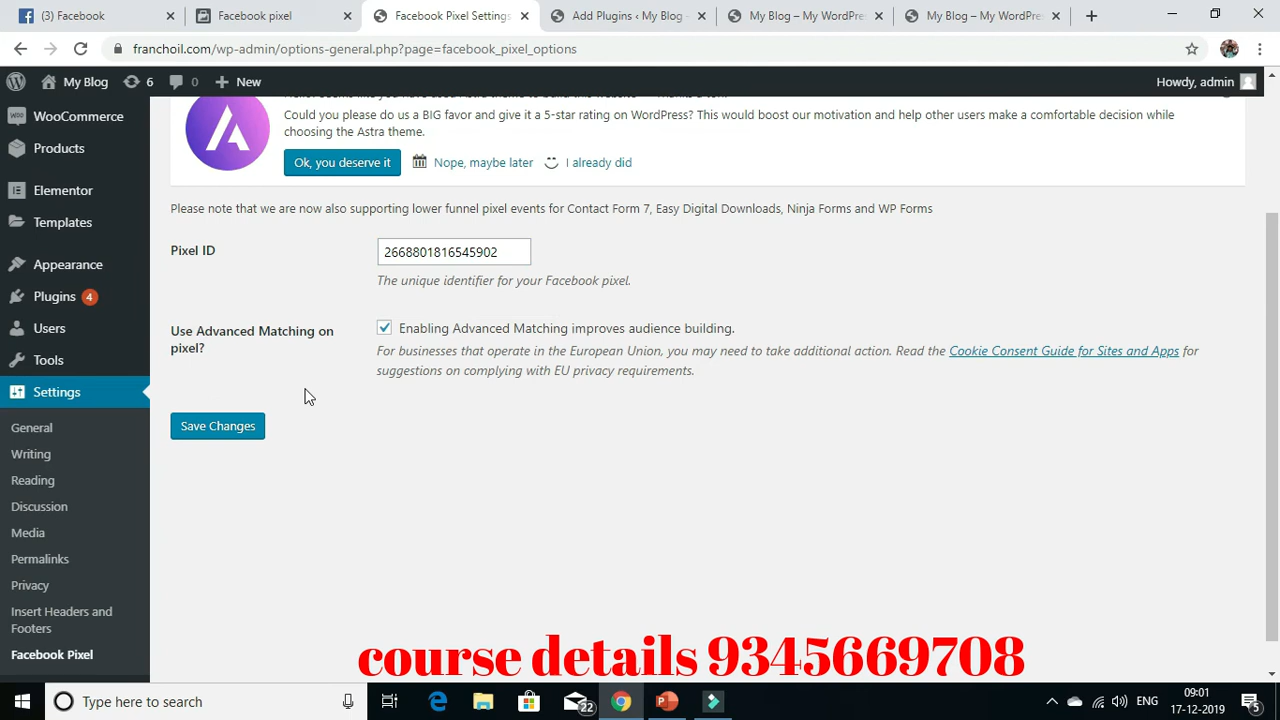 (3) Facebook
Facebook pixel
Facebook Pixel Settings
Add Plugins ‹ My Blog —
My Blog – My WordPre
My Blog – My WordPre
franchoil.com/wp-admin/options-general.php?page=facebook_pixel_options
My Blog
6
0
New
Howdy, admin
WooCommerce
Products
Elementor
Templates
Appearance
Plugins 4
Users
Tools
Settings
General
Writing
Reading
Discussion
Media
Permalinks
Privacy
Insert Headers and
Footers
Facebook Pixel
Could you please do us a BIG favor and give it a 5-star rating on WordPress? This would boost our motivation and help other users make a comfortable decision while
choosing the Astra theme.
Ok, you deserve it
Nope, maybe later
I already did
Please note that we are now also supporting lower funnel pixel events for Contact Form 7, Easy Digital Downloads, Ninja Forms and WP Forms
Pixel ID
2668801816545902
The unique identifier for your Facebook pixel.
Use Advanced Matching on
pixel?
Enabling Advanced Matching improves audience building.
For businesses that operate in the European Union, you may need to take additional action. Read the Cookie Consent Guide for Sites and Apps for
suggestions on complying with EU privacy requirements.
Save Changes
course details 9345669708
Type here to search
22
ENG
09:01
17-12-2019
5